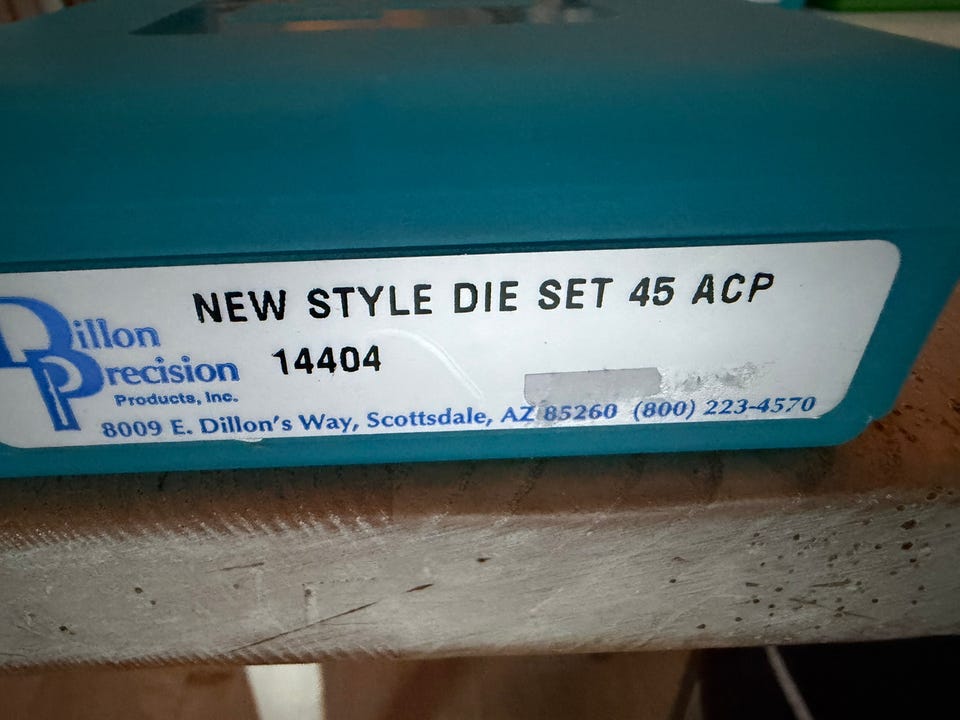 NEW STYLE DIE SET 45 ACP
14404
Dillon
Precision
Products, Inc.
8009 E. Dillon's Way, Scottsdale, AZ 85260 (800) 223-4570